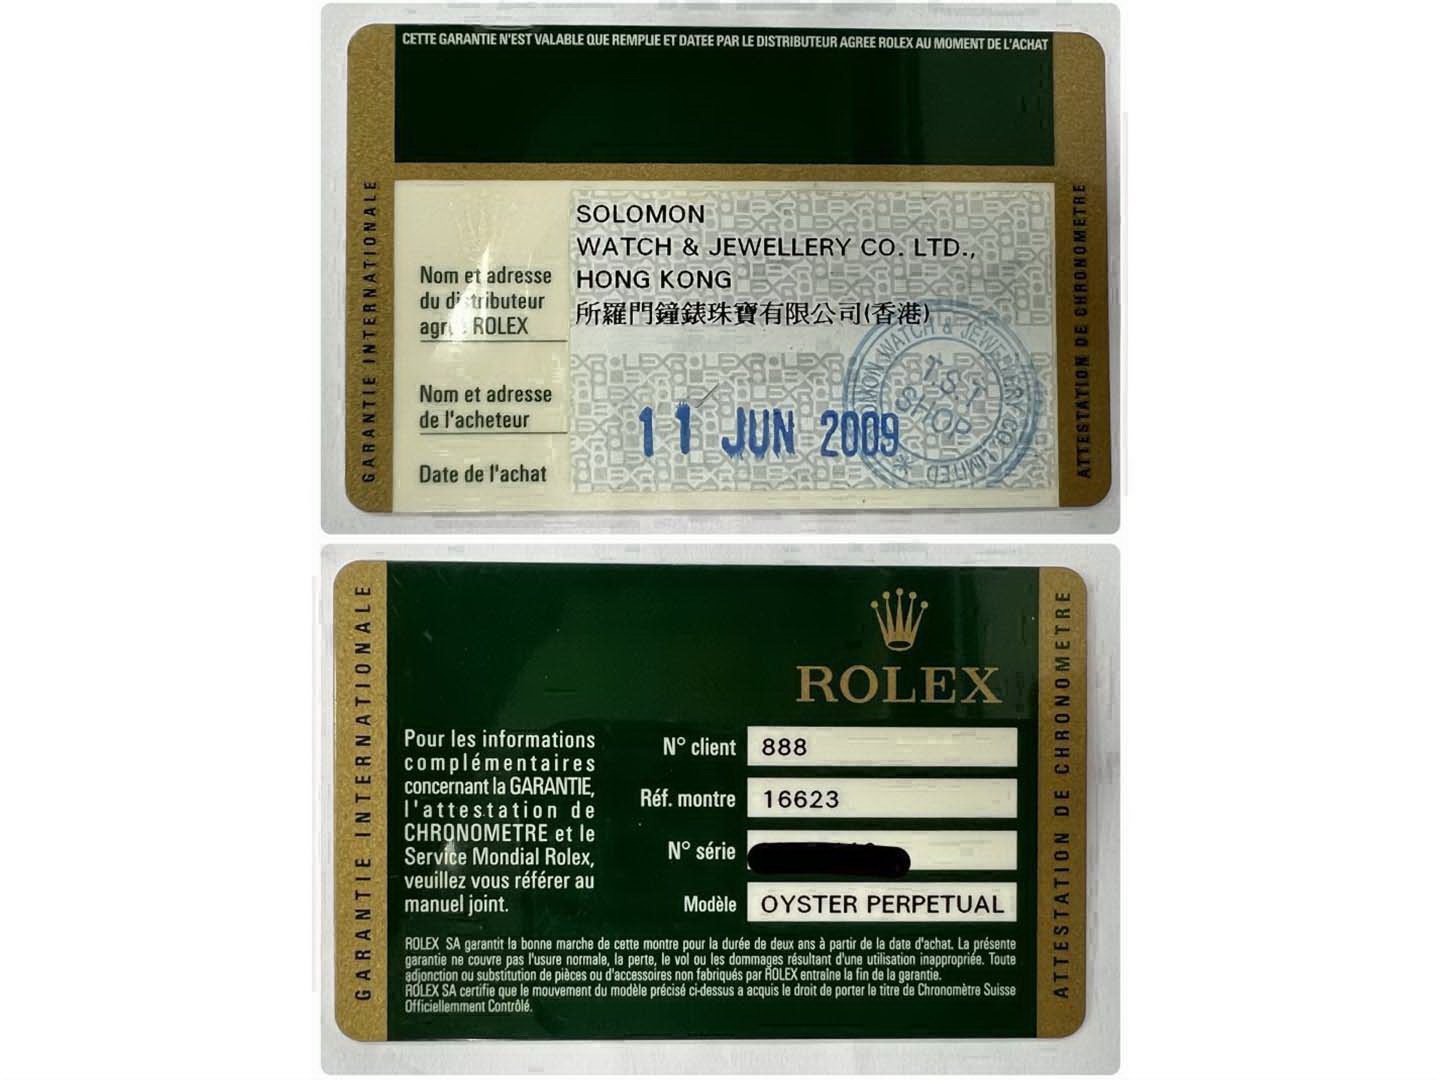 CETTE GARANTIE N'EST VALABLE QUE REMPLIE ET DATEE PAR LE DISTRIBUTEUR AGREE ROLEX AU MOMENT DE L'ACHAT
GARANTIE INTERNATIONALE
Nom et adresse
du distributeur
agréé ROLEX
SOLOMON
WATCH & JEWELLERY CO. LTD.,
HONG KONG
所羅門鐘錶珠寶有限公司(香港)
Nom et adresse
de l'acheteur
Date de l'achat
11 JUN 2009
SOLOMON WATCH & JEWELLERY CO. LIMITED
T.S.T
SHOP
ATTESTATION DE CHRONOMETRE
GARANTIE INTERNATIONALE
ROLEX
Pour les informations
complémentaires
concernant la GARANTIE,
l'attestation de
CHRONOMETRE et le
Service Mondial Rolex,
veuillez vous référer au
manuel joint.
N° client 888
Réf. montre 16623
N° série
Modèle OYSTER PERPETUAL
ROLEX SA garantit la bonne marche de cette montre pour la durée de deux ans à partir de la date d'achat. La présente
garantie ne couvre pas l'usure normale, la perte, le vol ou les dommages résultant d'une utilisation inappropriée. Toute
adjonction ou substitution de pièces ou d'accessoires non fabriqués par ROLEX entraîne la fin de la garantie.
ROLEX SA certifie que le mouvement du modèle précisé ci-dessus a acquis le droit de porter le titre de Chronomètre Suisse
Officiellemment Contrôlé.
ATTESTATION DE CHRONOMETRE